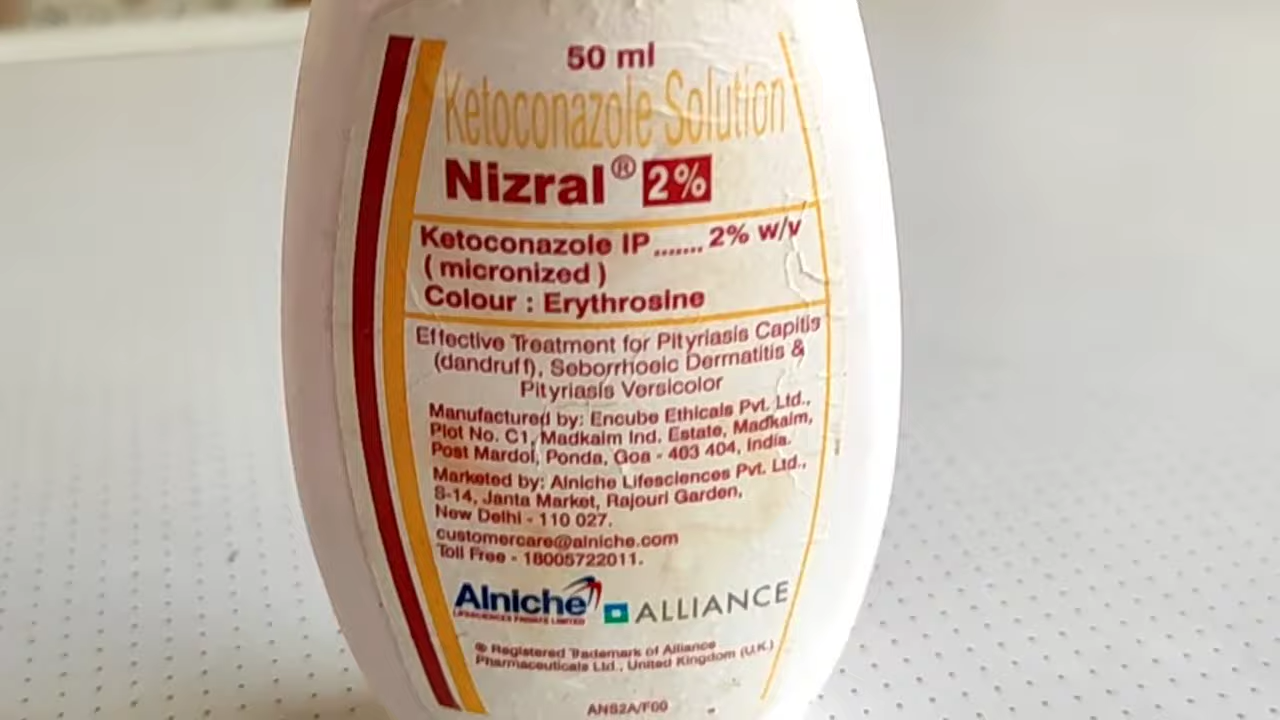 50 ml
Ketoconazole Solution
Nizral® 2%
Ketoconazole IP ....... 2% w/v
( micronized )
Colour : Erythrosine
Effective Treatment for Pityriasis Capitis
(dandruff), Seborrhoeic Dermatitis &
Pityriasis Versicolor
Manufactured by: Encube Ethicals Pvt. Ltd.,
Plot No. C1, Madkaim Ind. Estate, Madkaim,
Post Mardol, Ponda, Goa - 403 404, India.
Marketed by: Alniche Lifesciences Pvt. Ltd.,
S-14, Janta Market, Rajouri Garden,
New Delhi - 110 027.
customercare@alniche.com
Toll Free - 18005722011.
Alniche ALLIANCE
LIFESCIENCES PRIVATE LIMITED
® Registered Trademark of Alliance
Pharmaceuticals Ltd., United Kingdom (U.K.)
ANS2A/F00